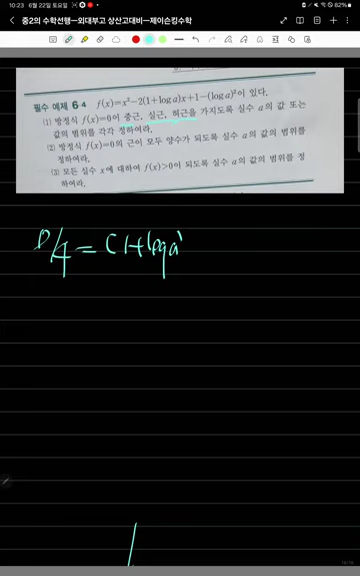 10:23 6월 22일 토요일
중2의 수학선행ㅡ외대부고 상산고대비ㅡ제이슨킹수학
필수 예제 6-4 f(x)=x²-2(1+log a)x+1-(log a)²이 있다.
(1) 방정식 f(x)=0이 중근, 실근, 허근을 가지도록 실수 a의 값 또는
값의 범위를 각각 정하여라.
(2) 방정식 f(x)=0의 근이 모두 양수가 되도록 실수 a의 값의 범위를
정하여라.
(3) 모든 실수 x에 대하여 f(x)>0이 되도록 실수 a의 값의 범위를 정
하여라.
D/4 = (1+log a)